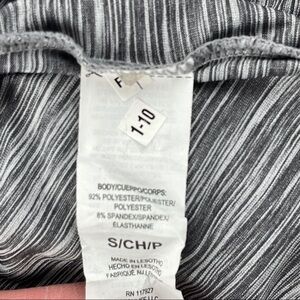 F
1-10
BODY/CUERPO/CORPS:
92% POLYESTER/POLIESTER/
POLYESTER
8% SPANDEX/SPANDEX/
ELASTHANNE
S/CH/P
MADE IN LESOTHO
HECHO EN LESOTHO
FABRIQUÉ AU LESOTHO
RN 117927